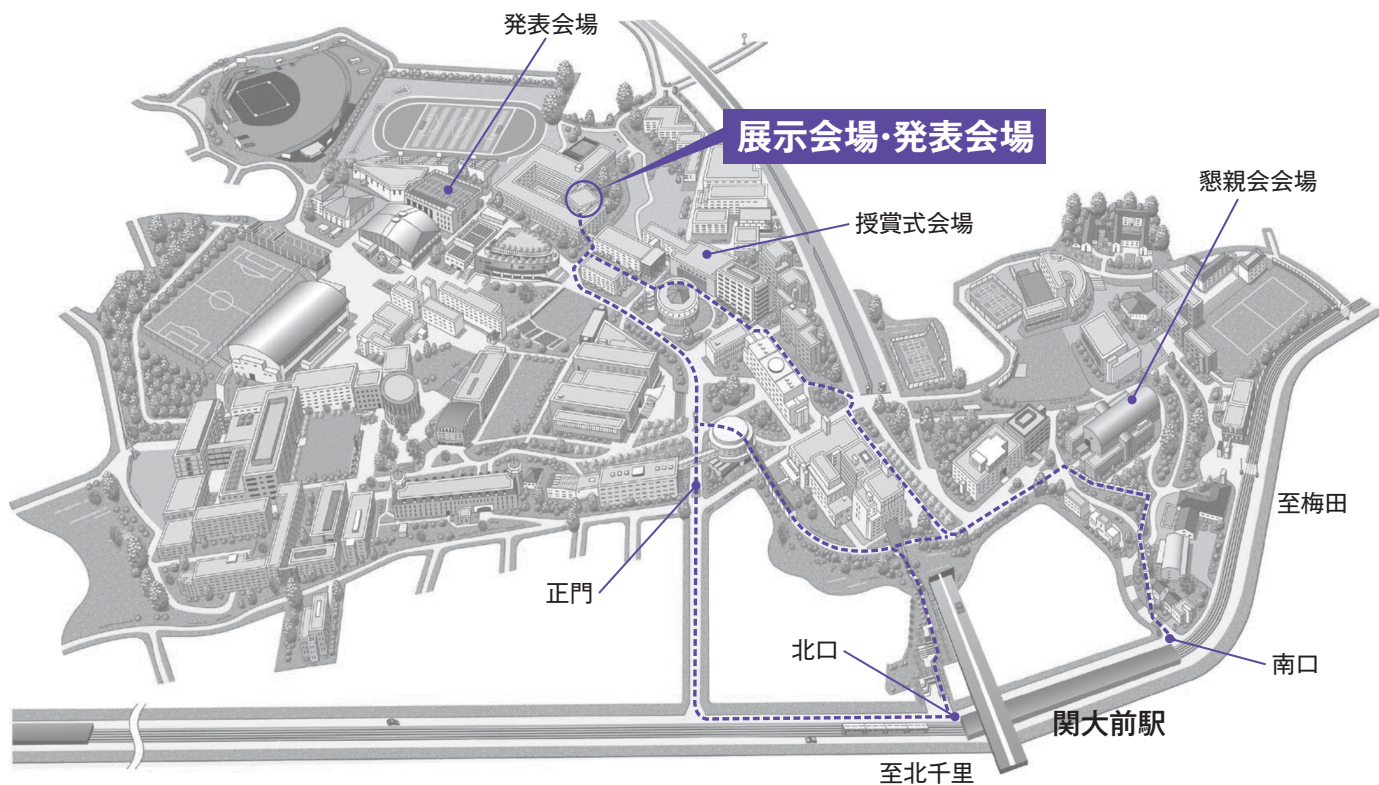 発表会場
展示会場・発表会場
懇親会会場
授賞式会場
至梅田
正門
北口
南口
関大前駅
至北千里